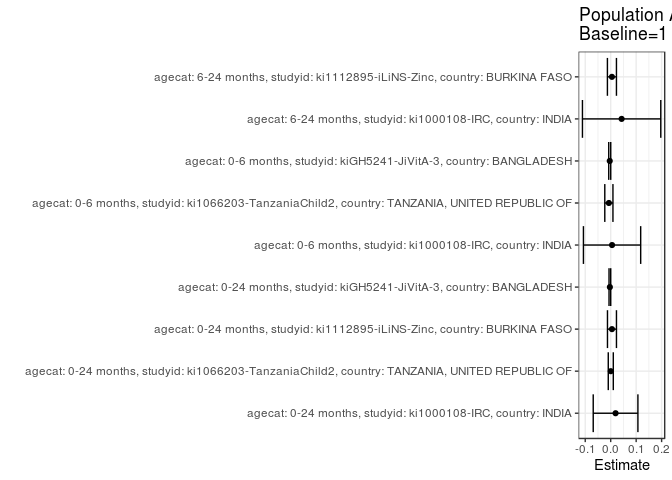 Population
Baseline=1
agecat: 6-24 months, studyid: ki1112895-iLiNS-Zinc, country: BURKINA FASO
agecat: 6-24 months, studyid: ki1000108-IRC, country: INDIA
agecat: 0-6 months, studyid: kiGH5241-JiVitA-3, country: BANGLADESH
agecat: 0-6 months, studyid: ki1066203-TanzaniaChild2, country: TANZANIA, UNITED REPUBLIC OF
agecat: 0-6 months, studyid: ki1000108-IRC, country: INDIA
agecat: 0-24 months, studyid: kiGH5241-JiVitA-3, country: BANGLADESH
agecat: 0-24 months, studyid: ki1112895-iLiNS-Zinc, country: BURKINA FASO
agecat: 0-24 months, studyid: ki1066203-TanzaniaChild2, country: TANZANIA, UNITED REPUBLIC OF
agecat: 0-24 months, studyid: ki1000108-IRC, country: INDIA
-0.1 0.0 0.1 0.2
Estimate